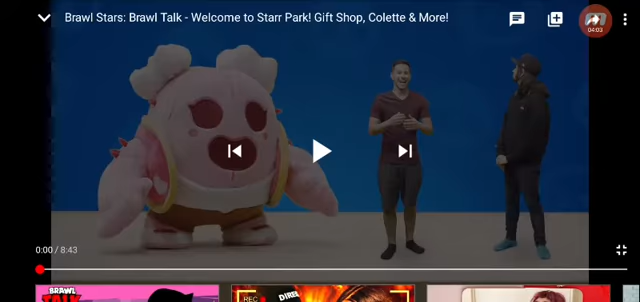 Brawl Stars: Brawl Talk - Welcome to Starr Park! Gift Shop, Colette & More!
04:03
0:00 / 8:43
BRAWL
TALK
REC
DIREC